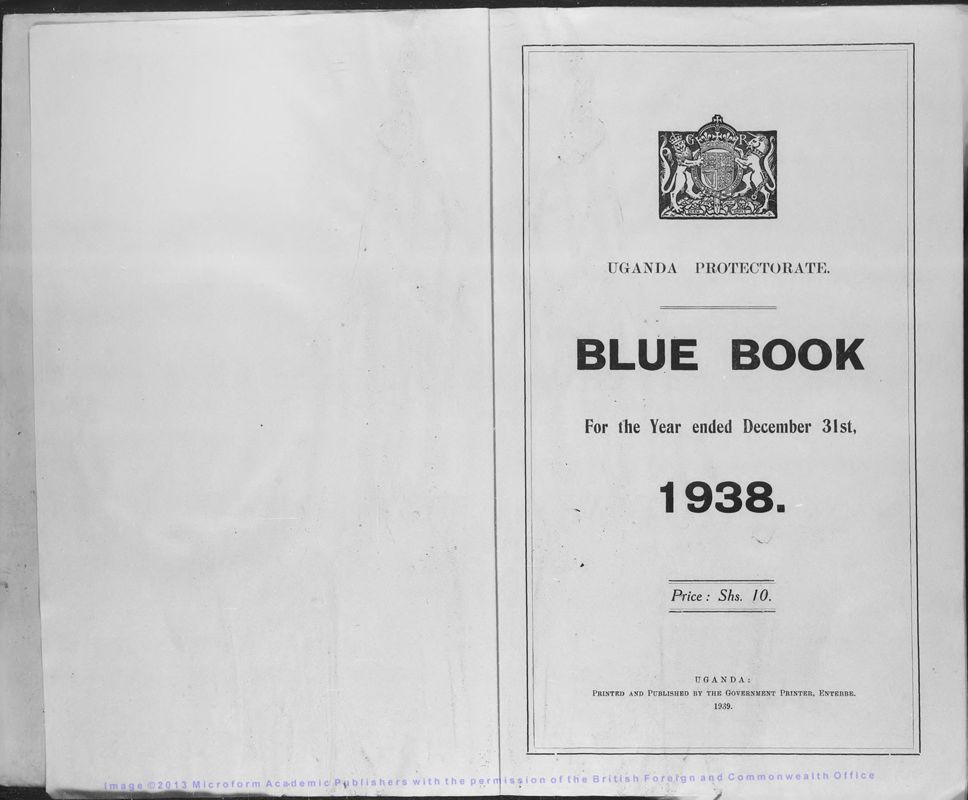 G R
UGANDA PROTECTORATE.
BLUE BOOK
For the Year ended December 31st,
1938.
Price: Shs. 10.
UGANDA:
PRINTED AND PUBLISHED BY THE GOVERNMENT PRINTER, ENTEBBE.
1939.
Image ©2013 Microform Academic Publishers with the permission of the British Foreign and Commonwealth Office